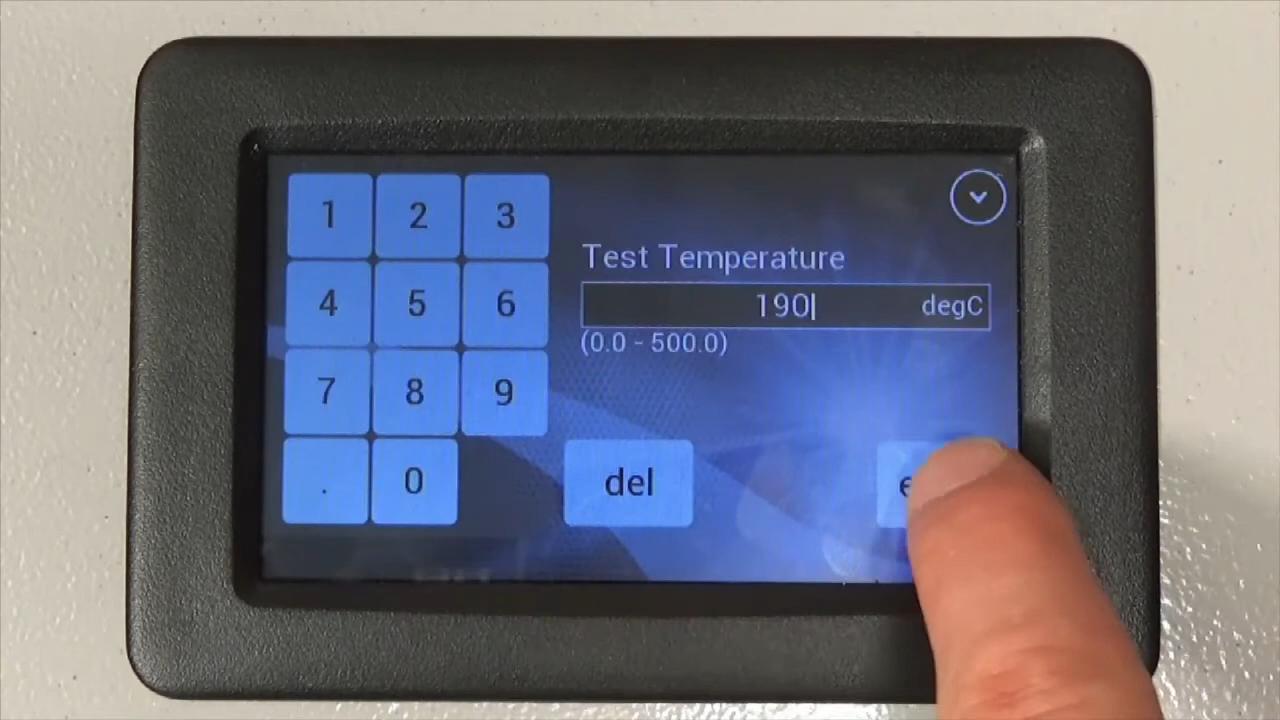 1 2 3
Test Temperature
4 5 6
190 degC
(0.0 - 500.0)
7 8 9
. 0
del